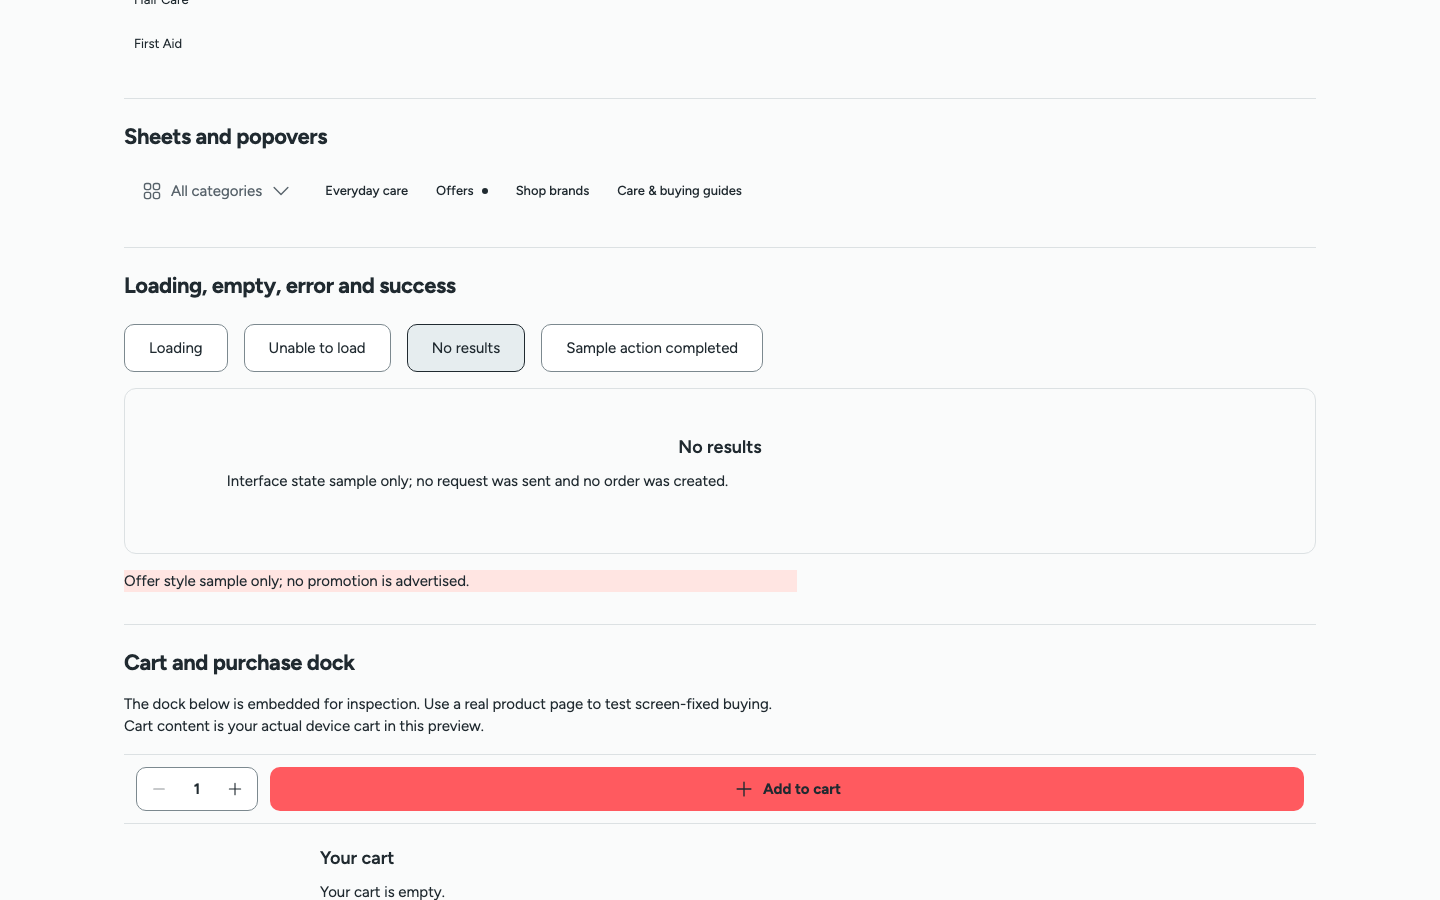 Hair Care
First Aid
Sheets and popovers
All categories
Everyday care
Offers
Shop brands
Care & buying guides
Loading, empty, error and success
Loading
Unable to load
No results
Sample action completed
No results
Interface state sample only; no request was sent and no order was created.
Offer style sample only; no promotion is advertised.
Cart and purchase dock
The dock below is embedded for inspection. Use a real product page to test screen-fixed buying.
Cart content is your actual device cart in this preview.
1
Add to cart
Your cart
Your cart is empty.